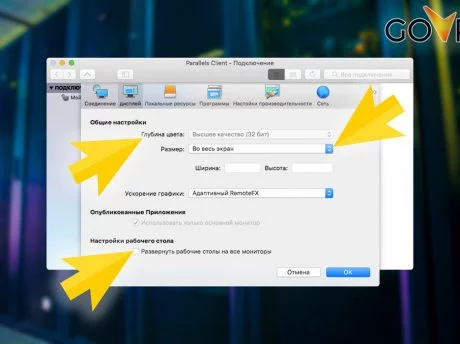 GOV
Parallels Client - Подключение
Все подключения
ПОДКЛЮЧ
Мой
Соединение
дисплей
Локальные ресурсы
Программы
Настройки производительности
Сеть
Общие настройки
Глубина цвета: Высшее качество (32 бит)
Размер: Во весь экран
Ширина: Высота:
Ускорение графики: Адаптивный RemoteFX
Опубликованные Приложения
Использовать только основной монитор
Настройки рабочего стола
Развернуть рабочие столы на все мониторы
Отмена
OK